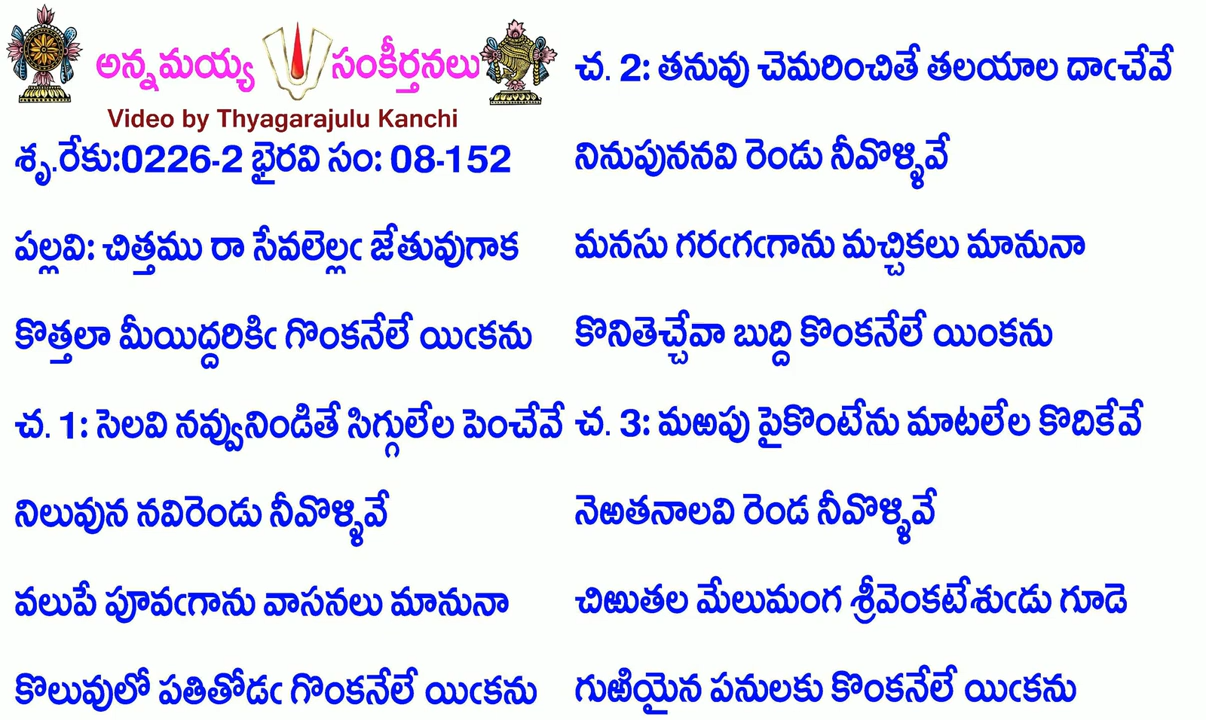 అన్నమయ్య సంకీర్తనలు
Video by Thyagarajulu Kanchi
శృ.రేకు:0226-2 భైరవి సం: 08-152
పల్లవి: చిత్తము రా సేవలెల్లఁ జేతువుగాక
కొత్తలా మీయిద్దరికిఁ గొంకనేలే యిఁకను
చ. 1: సెలవి నవ్వునిండితే సిగ్గులేల పెంచేవే
నిలువున నవిరెండు నీవొళ్ళివే
వలుపే పూవఁగాను వాసనలు మానునా
కొలువులో పతితోడఁ గొంకనేలే యిఁకను
చ. 2: తనువు చెమరించితే తలయాల దాఁచేవే
నినుపుననవి రెండు నీవొళ్ళివే
మనసు గరఁగఁగాను మచ్చికలు మానునా
కొనితెచ్చేవా బుద్ది కొంకనేలే యింకను
చ. 3: మఱపు పైకొంటేను మాటలేల కొదికేవే
నెఱతనాలవి రెండ నీవొళ్ళివే
చిఱుతల మేలుమంగ శ్రీవెంకటేశుఁడు గూడె
గుఱియైన పనులకు కొంకనేలే యిఁకను